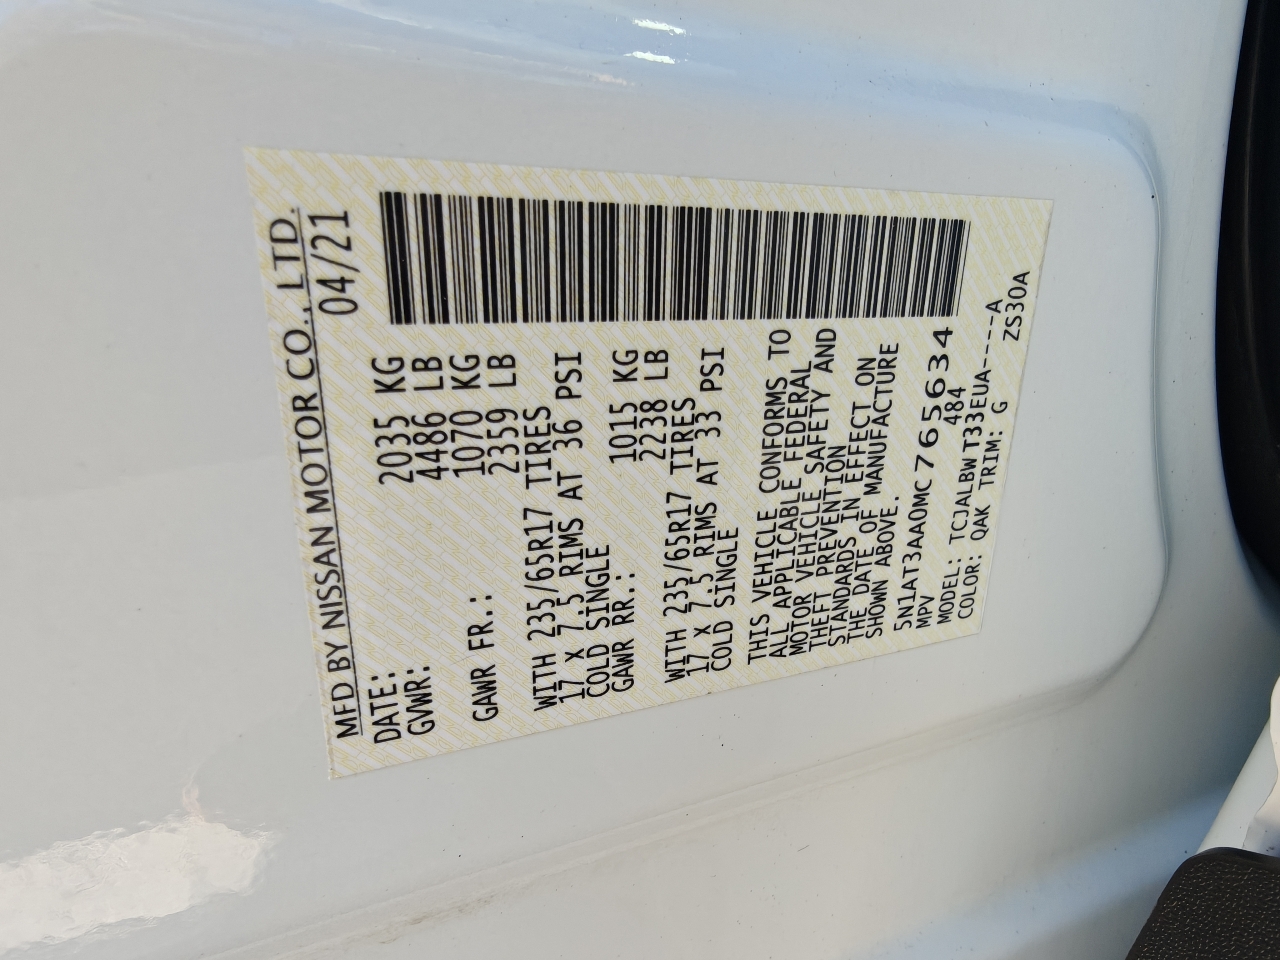 MFD BY NISSAN MOTOR CO., LTD.
DATE: 04/21
GVWR: 2035 KG
4486 LB
GAWR FR.: 1070 KG
2359 LB
WITH 235/65R17 TIRES
17 X 7.5 RIMS AT 36 PSI
COLD SINGLE
GAWR RR.: 1015 KG
2238 LB
WITH 235/65R17 TIRES
17 X 7.5 RIMS AT 33 PSI
COLD SINGLE
THIS VEHICLE CONFORMS TO
ALL APPLICABLE FEDERAL
MOTOR VEHICLE SAFETY AND
THEFT PREVENTION
STANDARDS IN EFFECT ON
THE DATE OF MANUFACTURE
SHOWN ABOVE.
5N1AT3AA0MC765634
MPV 484
MODEL: TCJALBWT33EUA----A
COLOR: QAK TRIM: G ZS30A